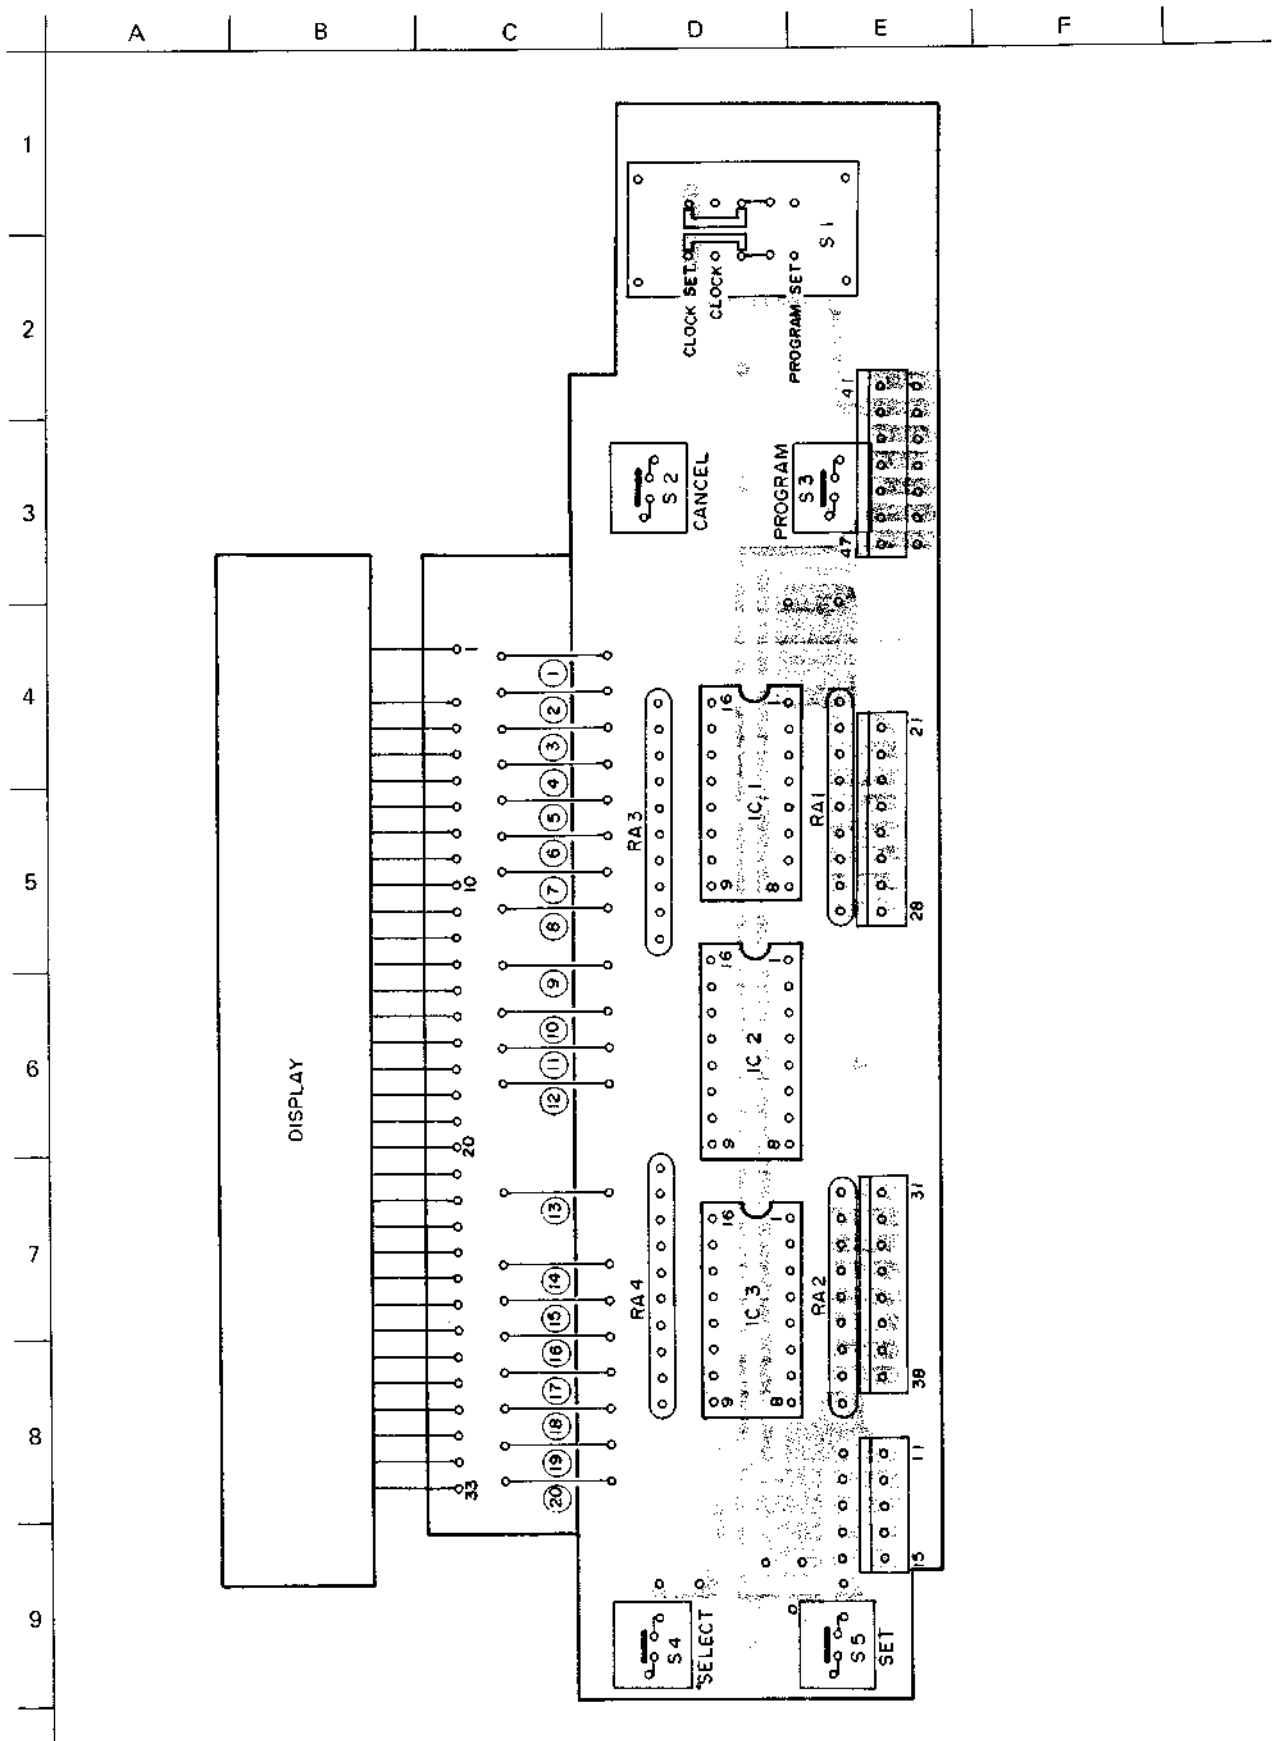 A B C D E F
1
2
3
4
5
6
7
8
9
S 1
CLOCK SET
CLOCK
PROGRAM SET
41
47
S 2
CANCEL
PROGRAM
S 3
DISPLAY
1
10
20
33
①
②
③
④
⑤
⑥
⑦
⑧
⑨
⑩
⑪
⑫
⑬
⑭
⑮
⑯
⑰
⑱
⑲
⑳
RA3
16 1
IC 1
9 8
RA1
21
28
16 1
IC 2
9 8
RA4
16 1
IC 3
9 8
RA2
31
38
11
15
S4
SELECT
S 5
SET